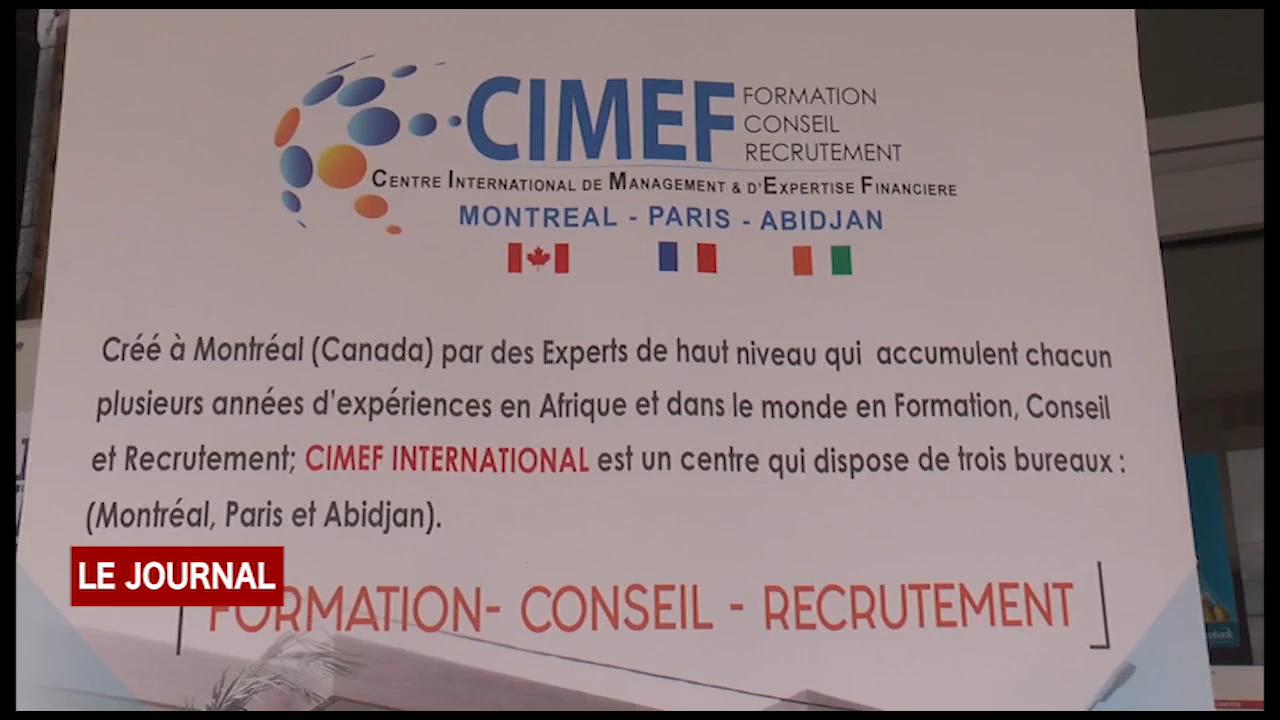 CIMEF
FORMATION
CONSEIL
RECRUTEMENT
CENTRE INTERNATIONAL DE MANAGEMENT & D'EXPERTISE FINANCIERE
MONTREAL - PARIS - ABIDJAN
Créé à Montréal (Canada) par des Experts de haut niveau qui accumulent chacun
plusieurs années d'expériences en Afrique et dans le monde en Formation, Conseil
et Recrutement; CIMEF INTERNATIONAL est un centre qui dispose de trois bureaux :
(Montréal, Paris et Abidjan).
LE JOURNAL
FORMATION- CONSEIL - RECRUTEMENT